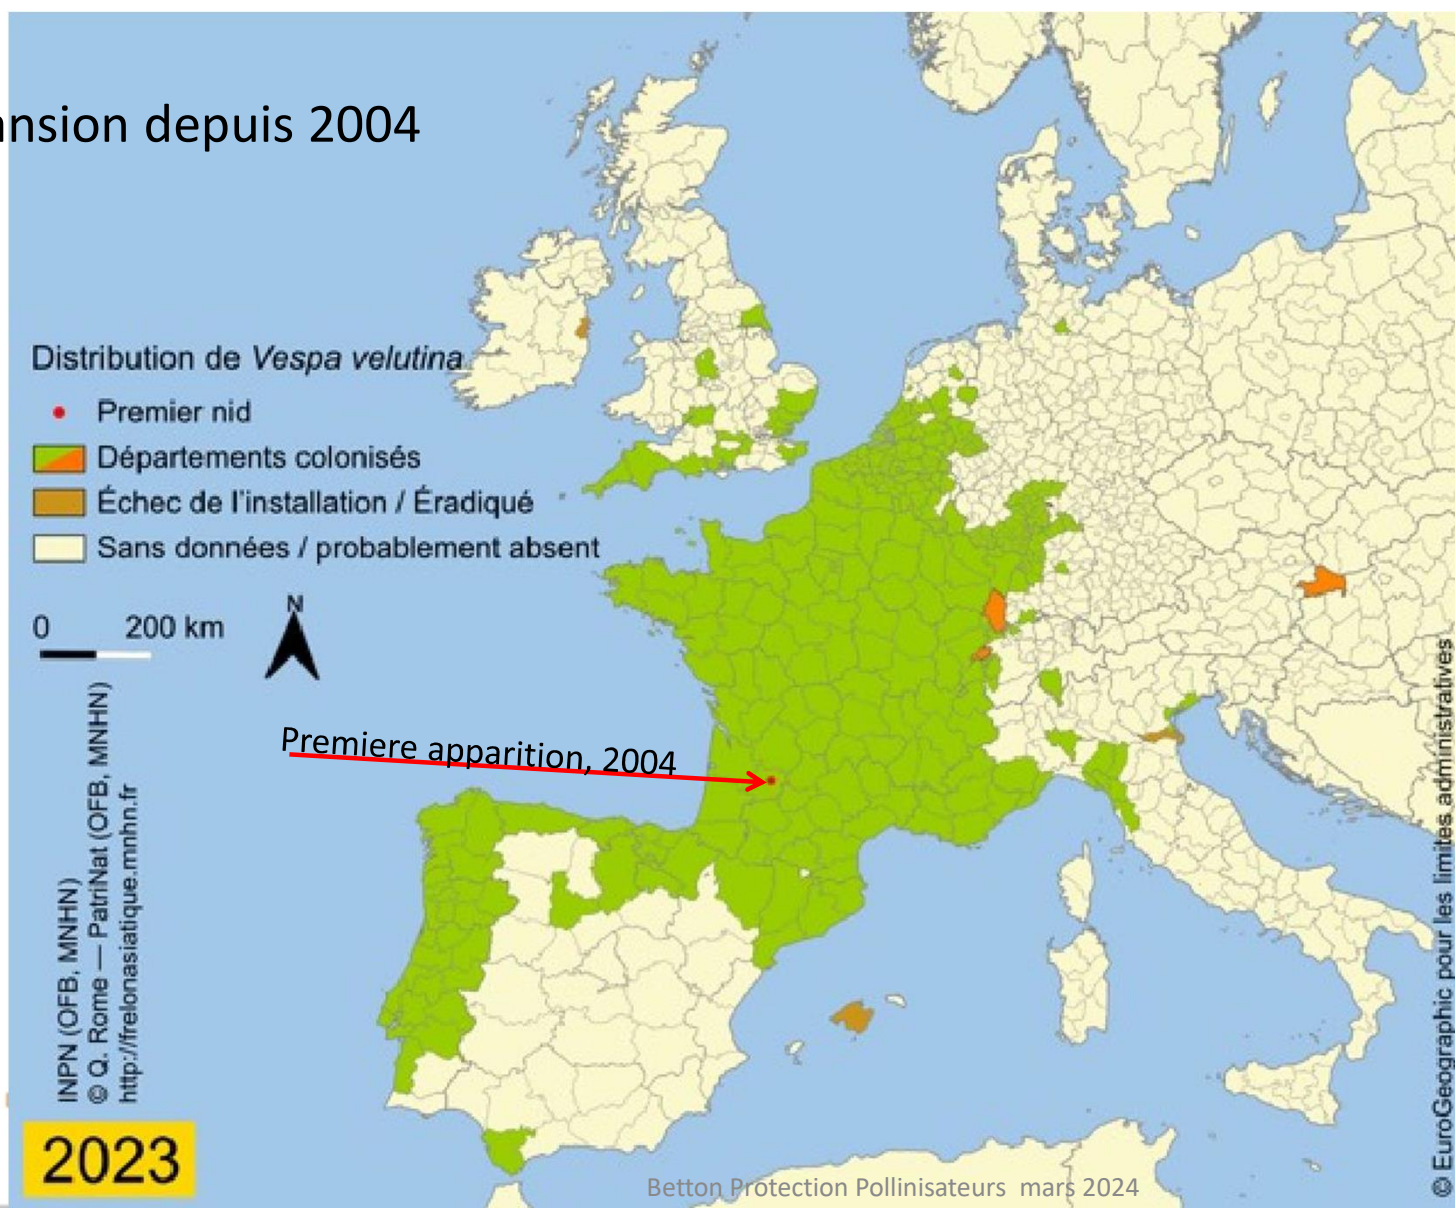 nsion depuis 2004
Distribution de Vespa velutina
Premier nid
Départements colonisés
Échec de l'installation / Éradiqué
Sans données / probablement absent
0 200 km
N
Premiere apparition, 2004
INPN (OFB, MNHN)
© Q. Rome — PatriNat (OFB, MNHN)
http://frelonasiatique.mnhn.fr
2023
Betton Protection Pollinisateurs mars 2024
© EuroGeographic pour les limites administratives